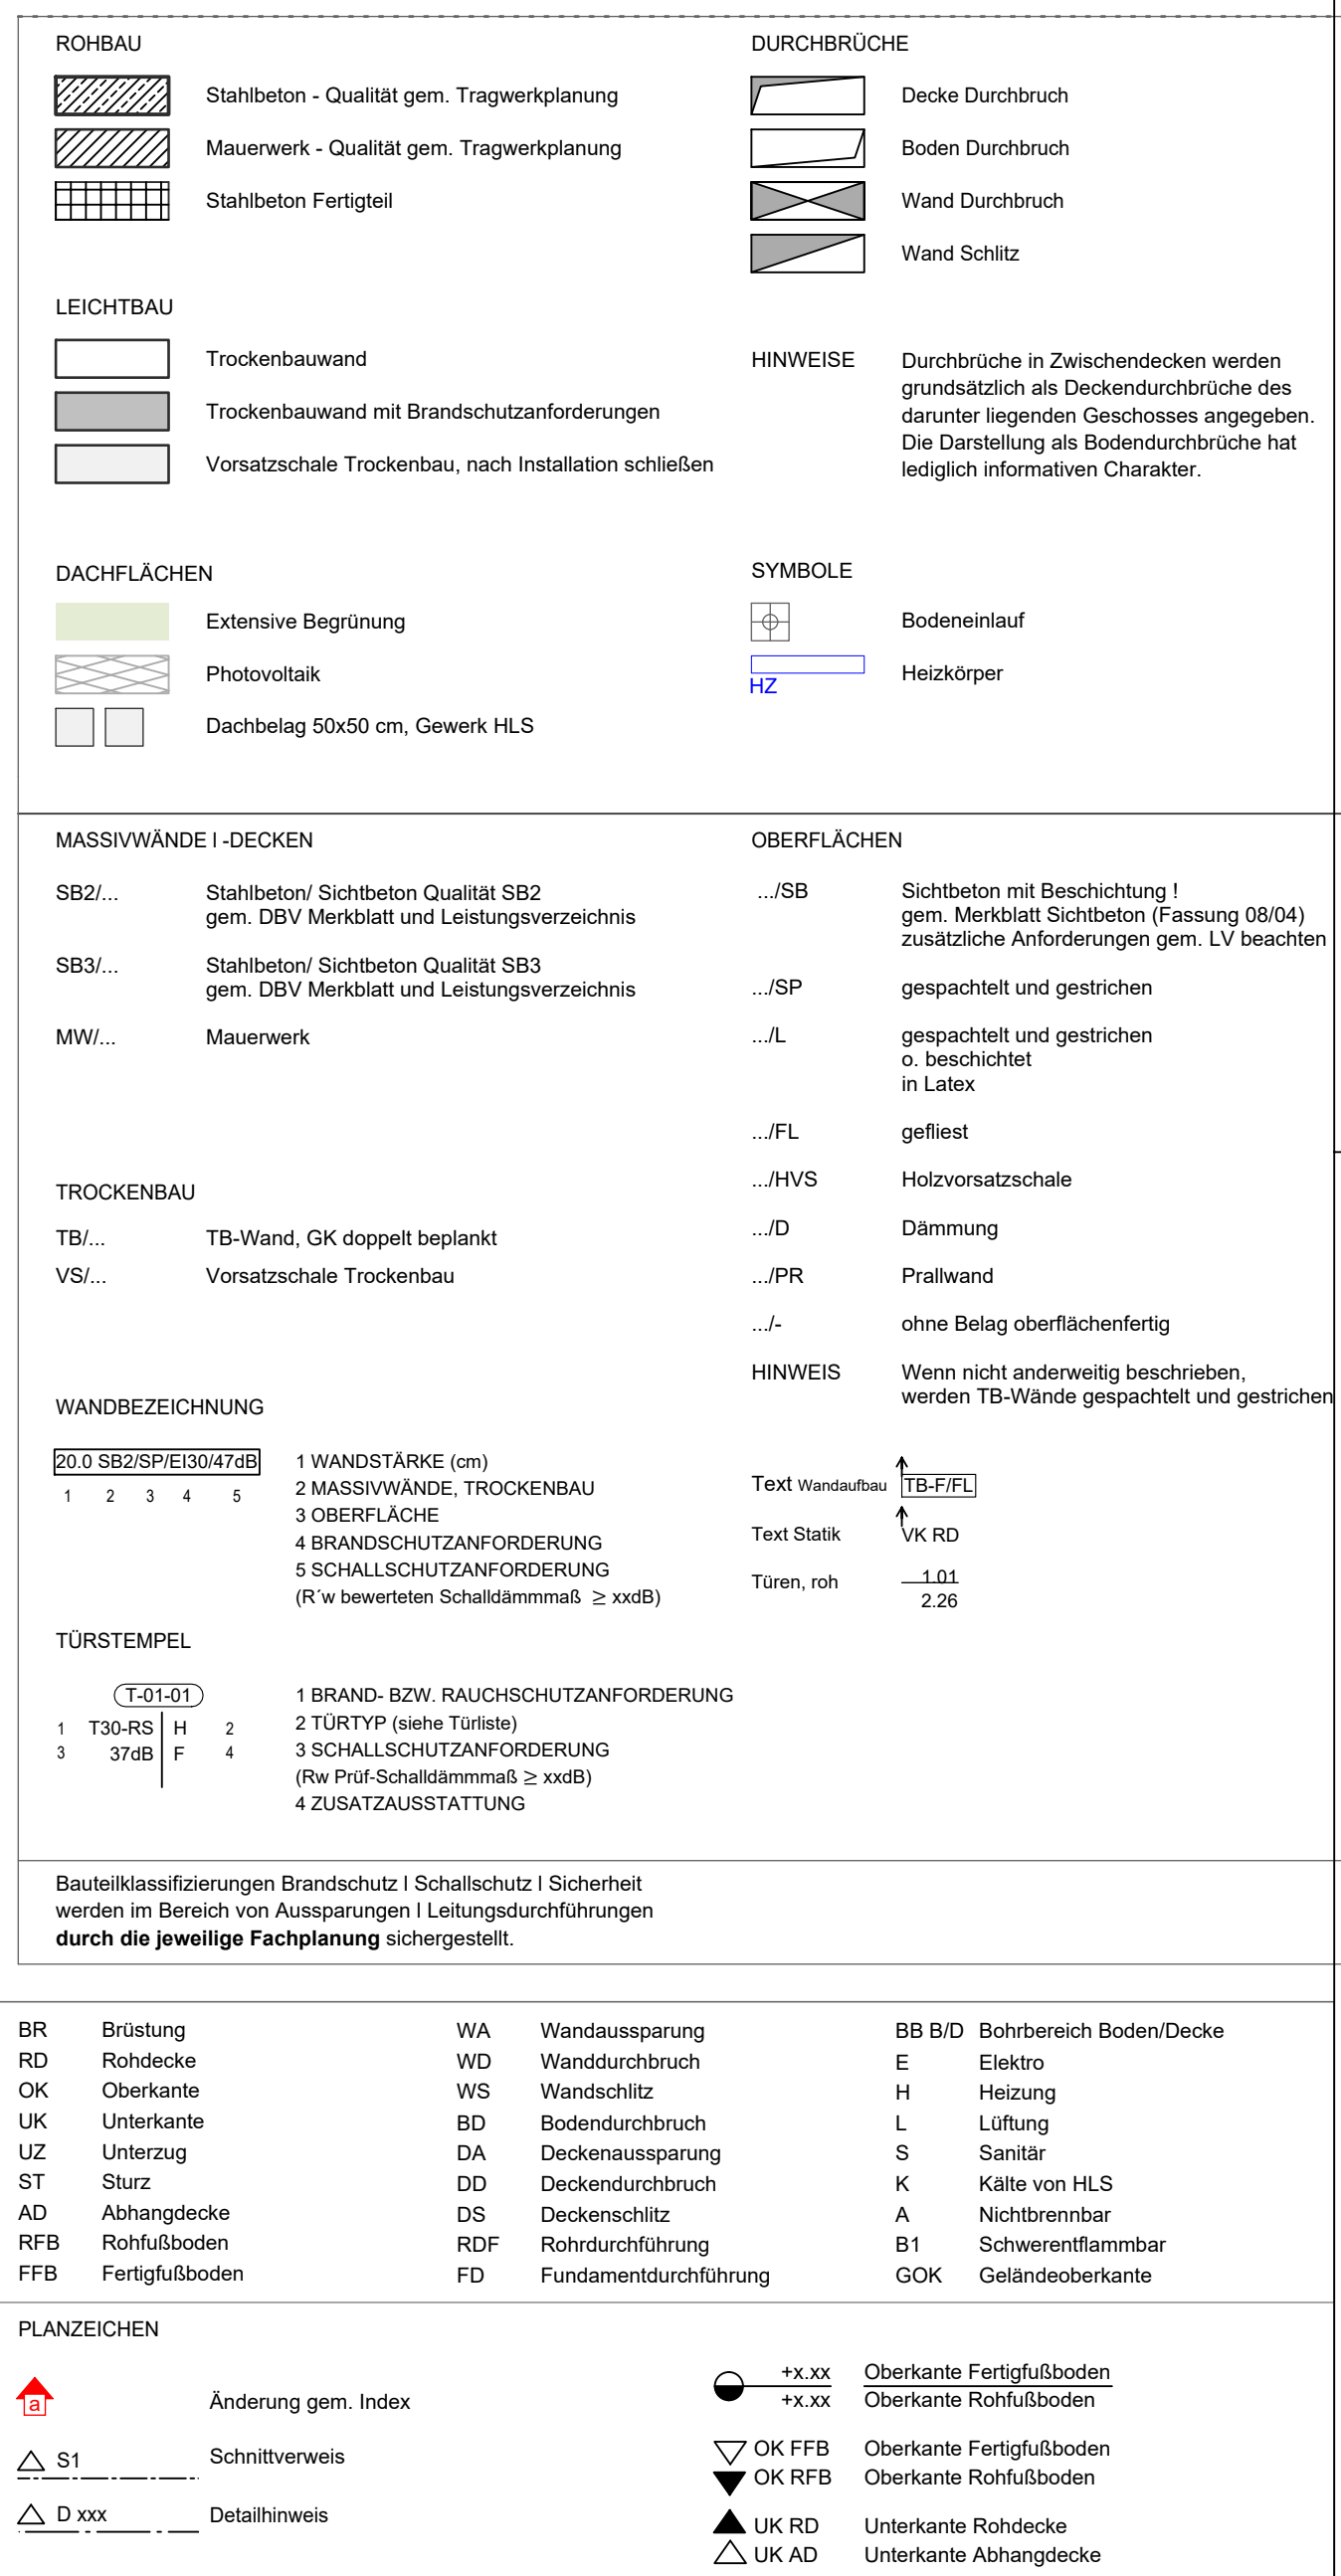 ROHBAU
Stahlbeton - Qualität gem. Tragwerkplanung
Mauerwerk - Qualität gem. Tragwerkplanung
Stahlbeton Fertigteil
LEICHTBAU
Trockenbauwand
Trockenbauwand mit Brandschutzanforderungen
Vorsatzschale Trockenbau, nach Installation schließen
DACHFLÄCHEN
Extensive Begrünung
Photovoltaik
Dachbelag 50x50 cm, Gewerk HLS
DURCHBRÜCHE
Decke Durchbruch
Boden Durchbruch
Wand Durchbruch
Wand Schlitz
HINWEISE Durchbrüche in Zwischendecken werden
grundsätzlich als Deckendurchbrüche des
darunter liegenden Geschosses angegeben.
Die Darstellung als Bodendurchbrüche hat
lediglich informativen Charakter.
SYMBOLE
Bodeneinlauf
Heizkörper
HZ
MASSIVWÄNDE I -DECKEN
SB2/... Stahlbeton/ Sichtbeton Qualität SB2
gem. DBV Merkblatt und Leistungsverzeichnis
SB3/... Stahlbeton/ Sichtbeton Qualität SB3
gem. DBV Merkblatt und Leistungsverzeichnis
MW/... Mauerwerk
TROCKENBAU
TB/... TB-Wand, GK doppelt beplankt
VS/... Vorsatzschale Trockenbau
WANDBEZEICHNUNG
20.0 SB2/SP/EI30/47dB
1 2 3 4 5
1 WANDSTÄRKE (cm)
2 MASSIVWÄNDE, TROCKENBAU
3 OBERFLÄCHE
4 BRANDSCHUTZANFORDERUNG
5 SCHALLSCHUTZANFORDERUNG
(R´w bewerteten Schalldämmmaß ≥ xxdB)
TÜRSTEMPEL
T-01-01
1 T30-RS H 2
3 37dB F 4
1 BRAND- BZW. RAUCHSCHUTZANFORDERUNG
2 TÜRTYP (siehe Türliste)
3 SCHALLSCHUTZANFORDERUNG
(Rw Prüf-Schalldämmmaß ≥ xxdB)
4 ZUSATZAUSSTATTUNG
OBERFLÄCHEN
.../SB Sichtbeton mit Beschichtung !
gem. Merkblatt Sichtbeton (Fassung 08/04)
zusätzliche Anforderungen gem. LV beachten
.../SP gespachtelt und gestrichen
.../L gespachtelt und gestrichen
o. beschichtet
in Latex
.../FL gefliest
.../HVS Holzvorsatzschale
.../D Dämmung
.../PR Prallwand
.../- ohne Belag oberflächenfertig
HINWEIS Wenn nicht anderweitig beschrieben,
werden TB-Wände gespachtelt und gestrichen
Text Wandaufbau TB-F/FL
Text Statik VK RD
Türen, roh 1.01
2.26
Bauteilklassifizierungen Brandschutz I Schallschutz I Sicherheit
werden im Bereich von Aussparungen I Leitungsdurchführungen
durch die jeweilige Fachplanung sichergestellt.
BR Brüstung
RD Rohdecke
OK Oberkante
UK Unterkante
UZ Unterzug
ST Sturz
AD Abhangdecke
RFB Rohfußboden
FFB Fertigfußboden
WA Wandaussparung
WD Wanddurchbruch
WS Wandschlitz
BD Bodendurchbruch
DA Deckenaussparung
DD Deckendurchbruch
DS Deckenschlitz
RDF Rohrdurchführung
FD Fundamentdurchführung
BB B/D Bohrbereich Boden/Decke
E Elektro
H Heizung
L Lüftung
S Sanitär
K Kälte von HLS
A Nichtbrennbar
B1 Schwerentflammbar
GOK Geländeoberkante
PLANZEICHEN
a Änderung gem. Index
S1 Schnittverweis
D xxx Detailhinweis
+x.xx Oberkante Fertigfußboden
+x.xx Oberkante Rohfußboden
OK FFB Oberkante Fertigfußboden
OK RFB Oberkante Rohfußboden
UK RD Unterkante Rohdecke
UK AD Unterkante Abhangdecke